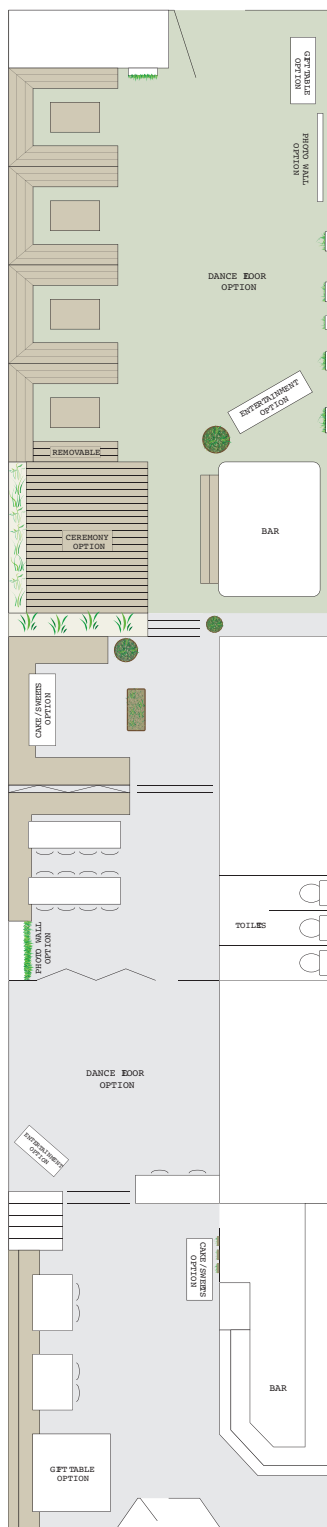 GIFT TABLE
OPTION
PHOTO WALL
OPTION
DANCE FLOOR
OPTION
ENTERTAINMENT
OPTION
REMOVABLE
BAR
CEREMONY
OPTION
CAKE/SWEETS
OPTION
TOILETS
PHOTO WALL
OPTION
DANCE FLOOR
OPTION
ENTERTAINMENT
OPTION
CAKE/SWEETS
OPTION
BAR
GIFT TABLE
OPTION